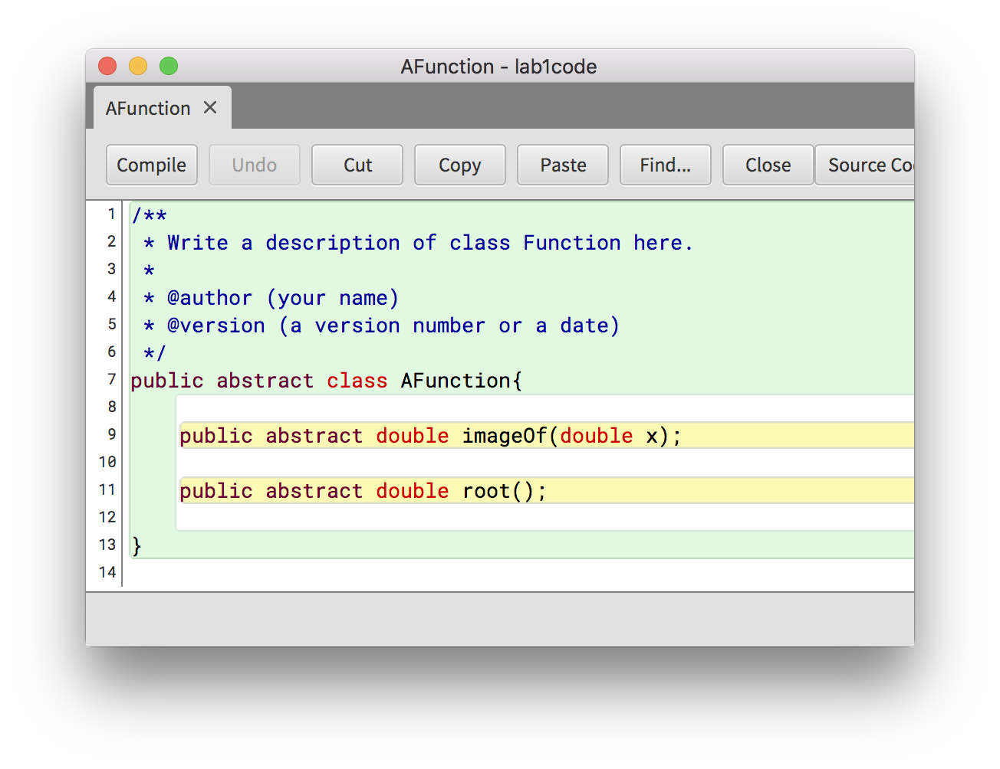 AFunction - lab1code
AFunction ✕
Compile Undo Cut Copy Paste Find... Close Source Co
1 /**
2  * Write a description of class Function here.
3  *
4  * @author (your name)
5  * @version (a version number or a date)
6  */
7 public abstract class AFunction{
8
9     public abstract double imageOf(double x);
10
11     public abstract double root();
12
13 }
14